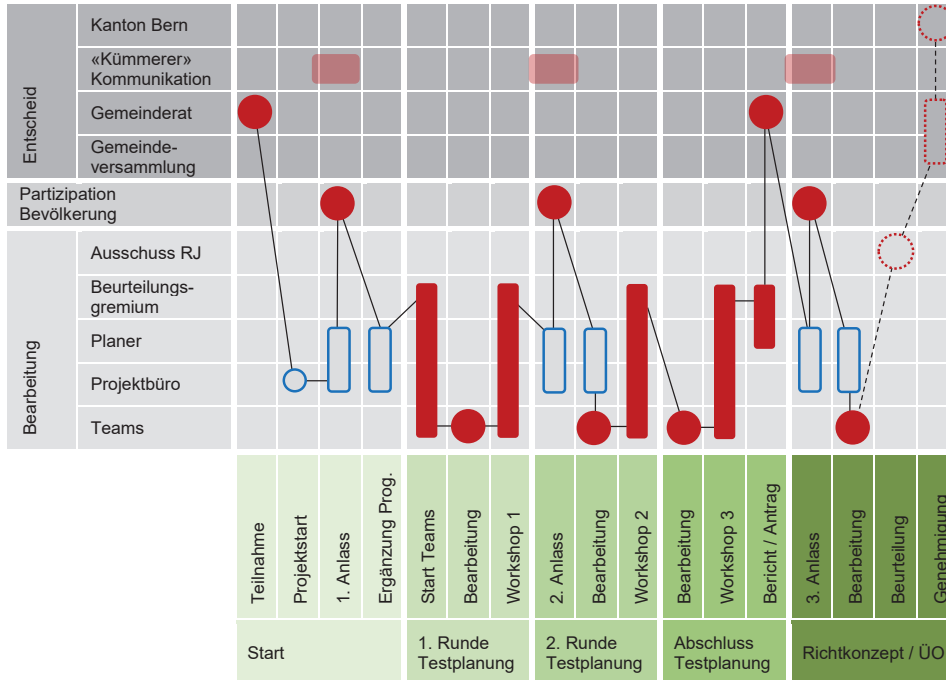 Entscheid
Kanton Bern
«Kümmerer»
Kommunikation
Gemeinderat
Gemeinde-
versammlung
Partizipation
Bevölkerung
Bearbeitung
Ausschuss RJ
Beurteilungs-
gremium
Planer
Projektbüro
Teams
Teilnahme
Projektstart
1. Anlass
Ergänzung Prog.
Start Teams
Bearbeitung
Workshop 1
2. Anlass
Bearbeitung
Workshop 2
Bearbeitung
Workshop 3
Bericht / Antrag
3. Anlass
Bearbeitung
Beurteilung
Genehmigung
Start
1. Runde
Testplanung
2. Runde
Testplanung
Abschluss
Testplanung
Richtkonzept / ÜO